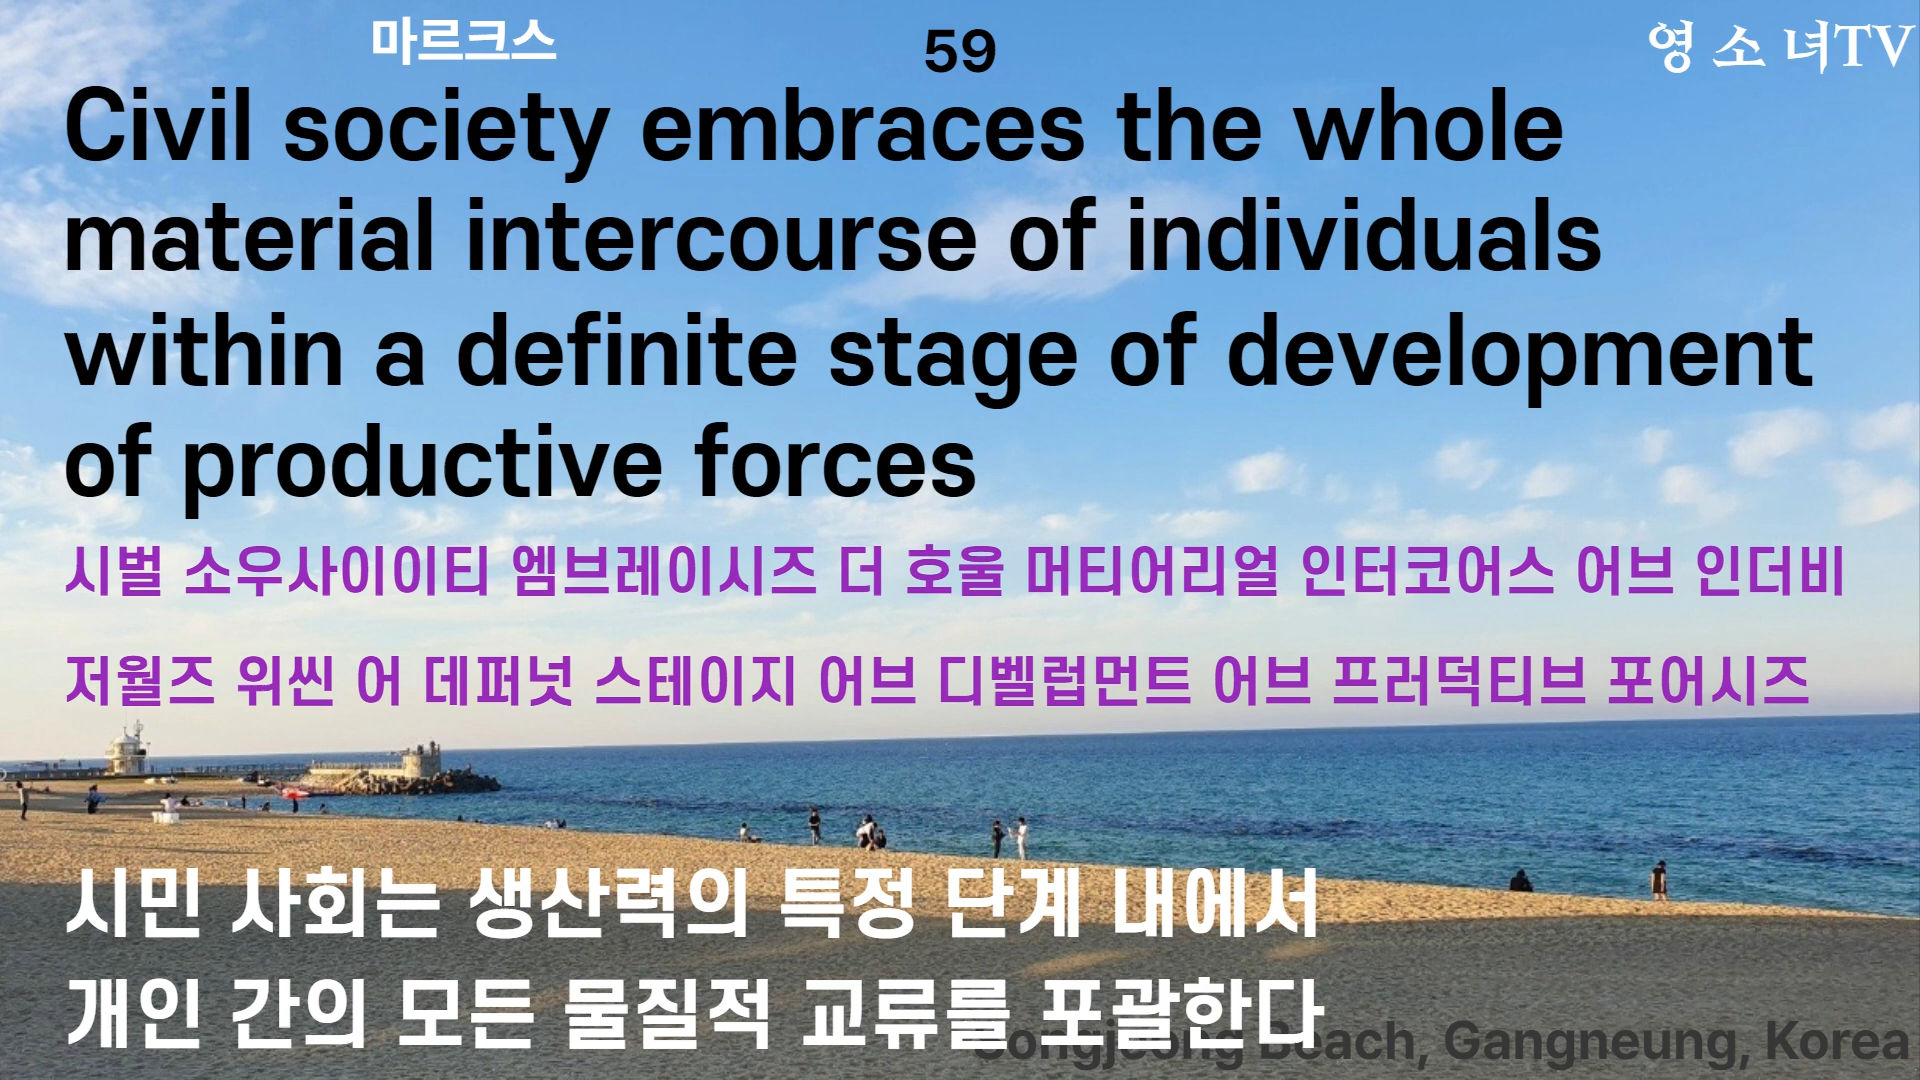 마르크스
59
영소녀TV
Civil society embraces the whole
material intercourse of individuals
within a definite stage of development
of productive forces
시벌 소우사이이티 엠브레이시즈 더 호울 머티어리얼 인터코어스 어브 인더비
저월즈 위씬 어 데퍼넛 스테이지 어브 디벨럽먼트 어브 프러덕티브 포어시즈
시민 사회는 생산력의 특정 단계 내에서
개인 간의 모든 물질적 교류를 포괄한다
Songjeong Beach, Gangneung, Korea